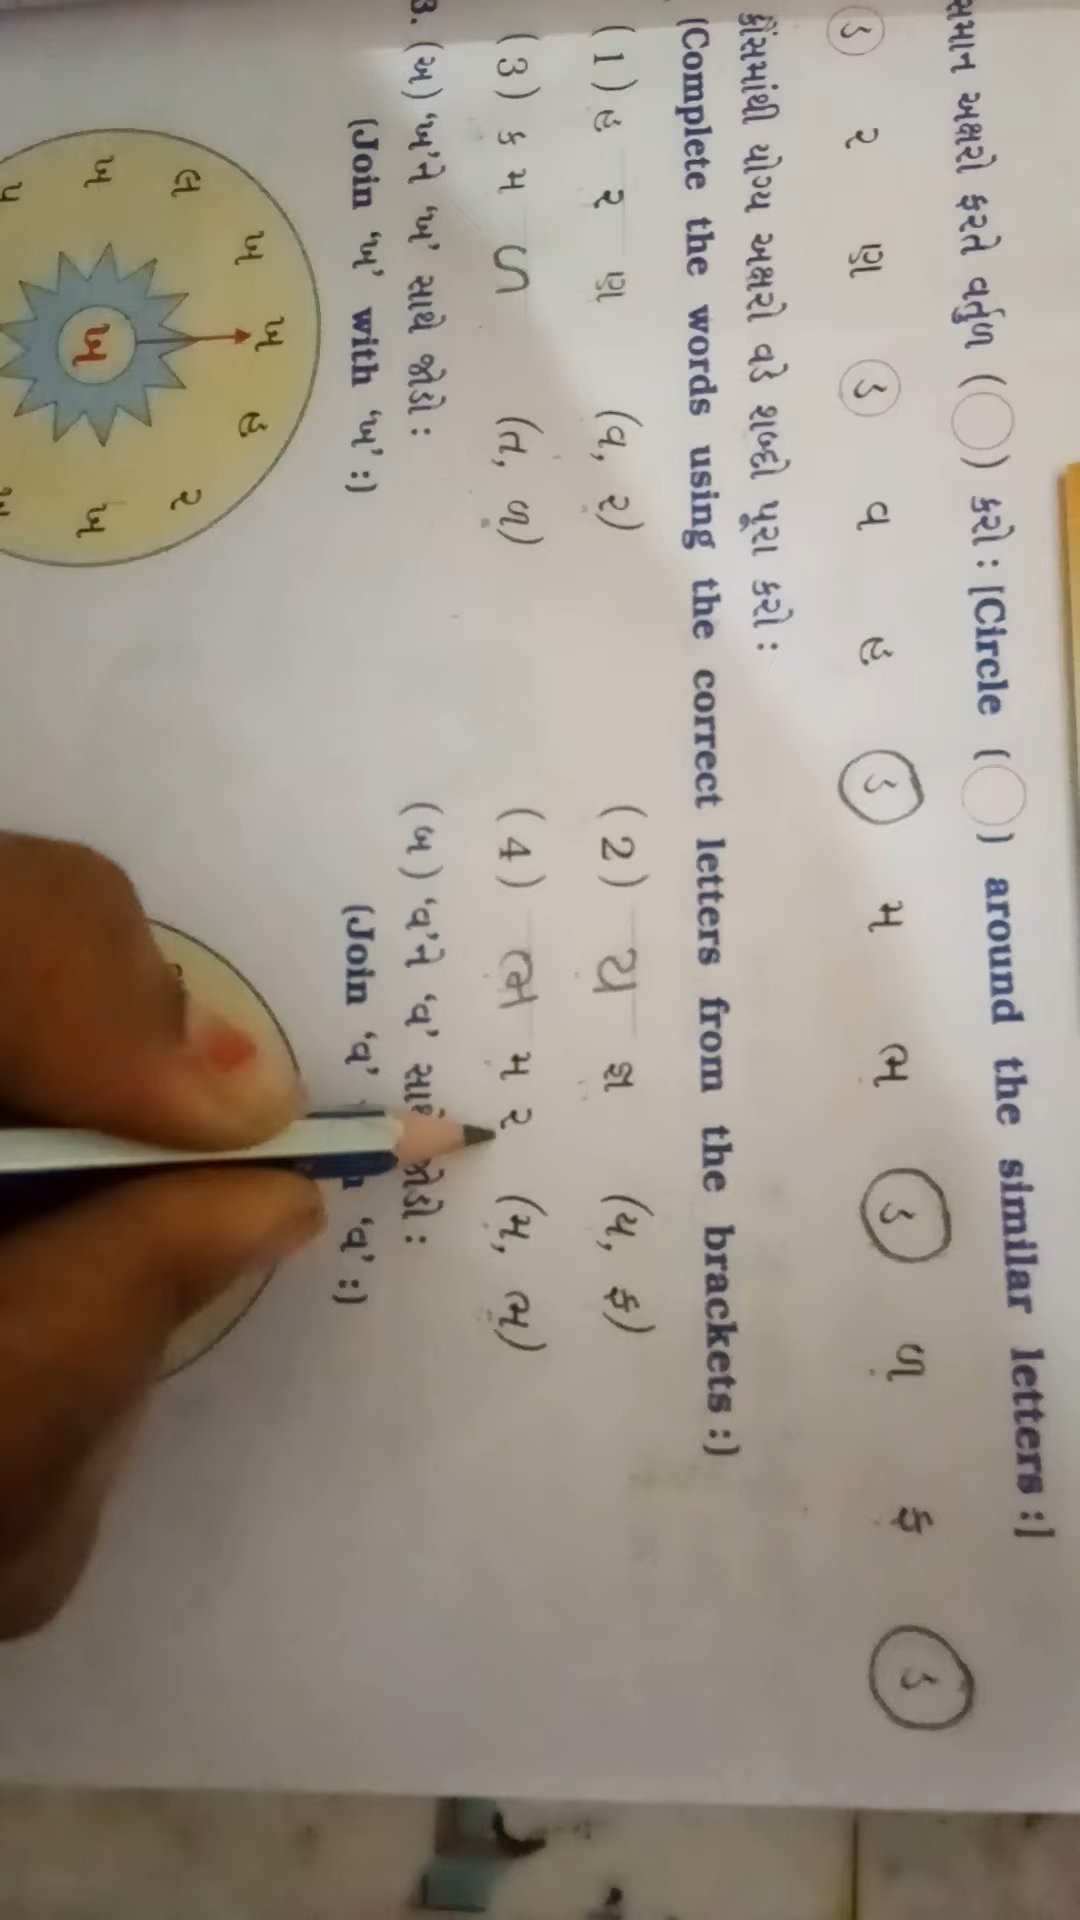 સમાન અક્ષરો ફરતે વર્તુળ (◯) કરો : [Circle (◯) around the similar letters :]
ડ ર ણ ડ વ હ ડ મ ભ ડ ળ ફ ડ
કૌંસમાંથી યોગ્ય અક્ષરો વડે શબ્દો પૂરા કરો :
(Complete the words using the correct letters from the brackets :)
(1) હ ર ણ (વ, ર) (2) ય જ્ઞ (ય, ફ)
(3) ક મ ળ (ત, ળ) (4) ભ મ ર (મ, ભ)
3. (અ) ‘ખ’ને ‘ખ’ સાથે જોડો : (બ) ‘વ’ને ‘વ’ સાથે જોડો :
(Join ‘ખ’ with ‘ખ’ :) (Join ‘વ’ ‘વ’ :)
ખ ખ
લ હ
ખ ર
ખ ખ
ખ